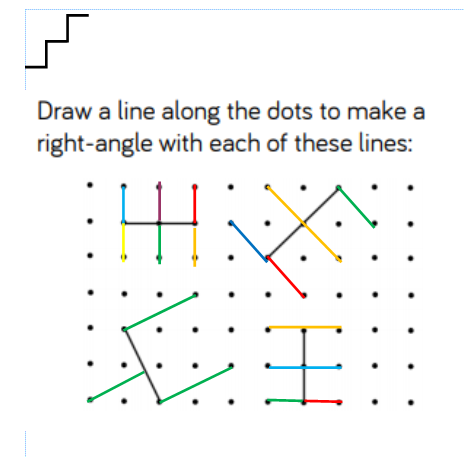 Draw a line along the dots to make a
right-angle with each of these lines: